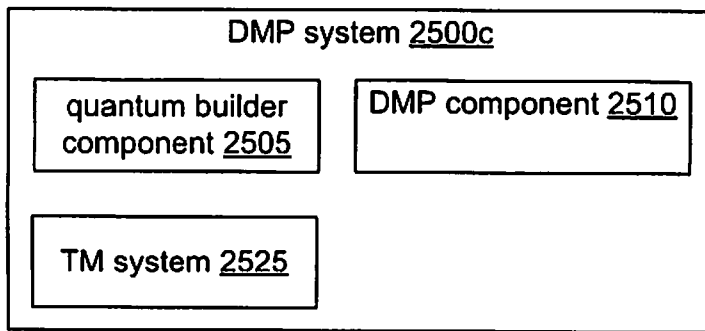 DMP system 2500c
quantum builder
component 2505
DMP component 2510
TM system 2525